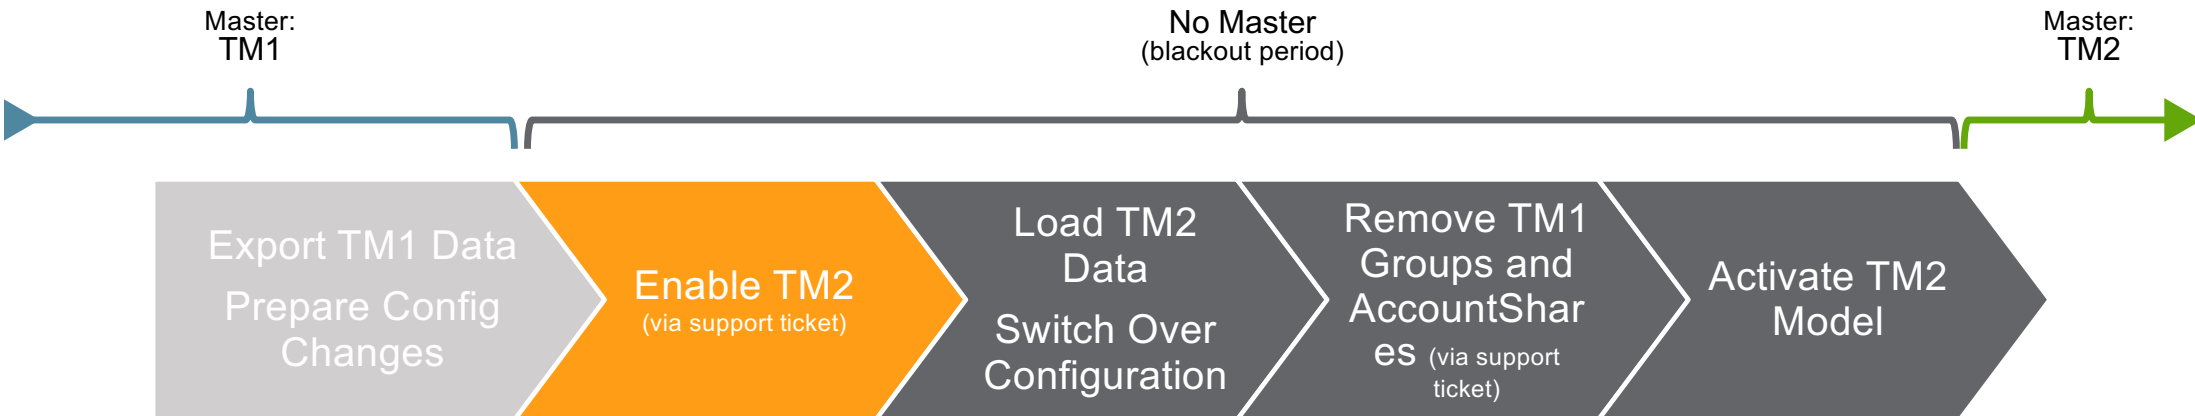 Master:
TM1
No Master
(blackout period)
Master:
TM2
Export TM1 Data
Prepare Config
Changes
Enable TM2
(via support ticket)
Load TM2
Data
Switch Over
Configuration
Remove TM1
Groups and
AccountShar
es (via support
ticket)
Activate TM2
Model